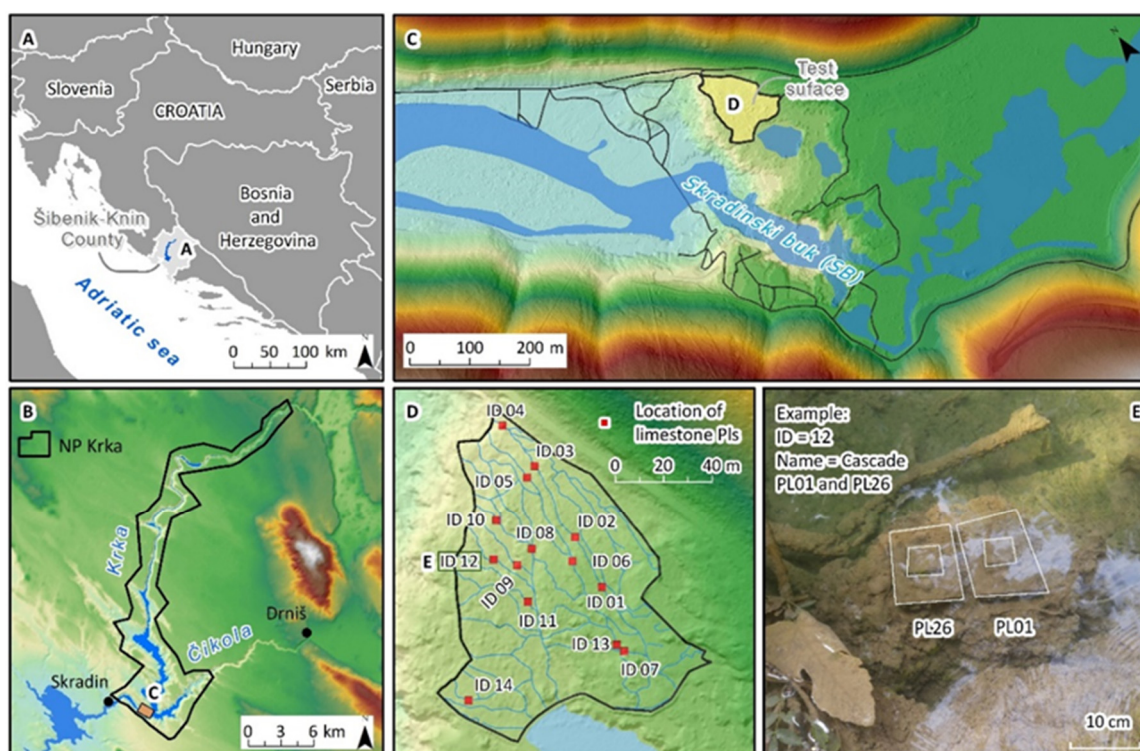 A
Hungary
Slovenia
Serbia
CROATIA
Bosnia
and
Herzegovina
Šibenik-Knin
County
A
Adriatic sea
0 50 100 km
C
N
Test
suface
D
Skradinski buk (SB)
0 100 200 m
B
NP Krka
Krka
Čikola
Drniš
Skradin
C
0 3 6 km
D
Location of
limestone Pls
0 20 40 m
ID 04
ID 03
ID 05
ID 10
ID 02
ID 08
E
ID 12
ID 06
ID 09
ID 01
ID 11
ID 13
ID 07
ID 14
E
Example:
ID = 12
Name = Cascade
PL01 and PL26
PL26
PL01
10 cm